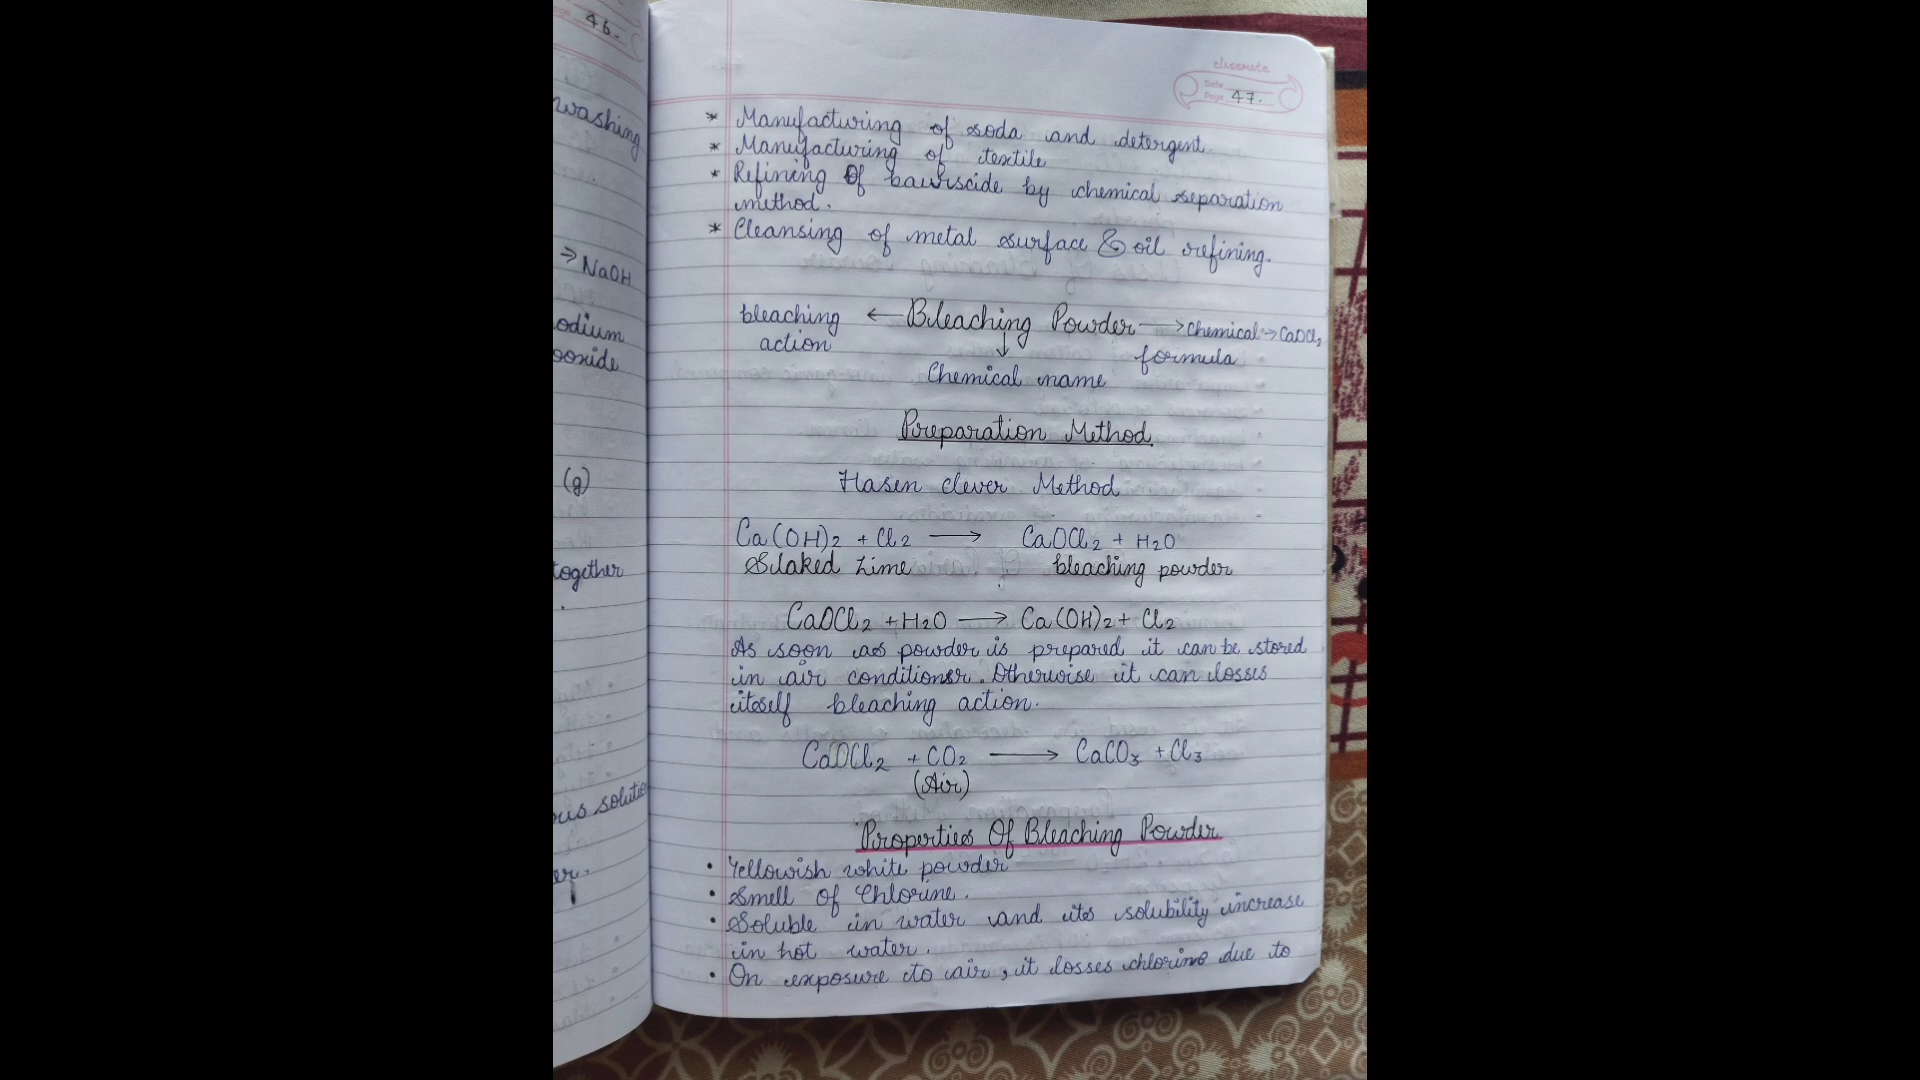 46.
washing
→ NaOH
odium
oxide
(g)
together
.
ous solution
er.
classmate
Date
Page 47.
* Manufacturing of soda and detergent.
* Manufacturing of textile
* Refining Of bawrscide by chemical separation
method.
* Cleansing of metal surface & oil refining.
bleaching ← Bleaching Powder → chemical → CaOCl2
action ↓ formula
Chemical name
Preparation Method
Hasen clever Method
Ca(OH)2 + Cl2 ⟶ CaOCl2 + H2O
Slaked Lime bleaching powder
CaOCl2 + H2O ⟶ Ca(OH)2 + Cl2
As soon as powder is prepared it can be stored
in air conditioner. Otherwise it can losses
itself bleaching action.
CaOCl2 + CO2 ⟶ CaCO3 + Cl3
(Air)
Properties Of Bleaching Powder
• Yellowish white powder
• Smell of Chlorine.
• Soluble in water and its solubility increase
in hot water.
• On exposure to air, it losses chlorine due to